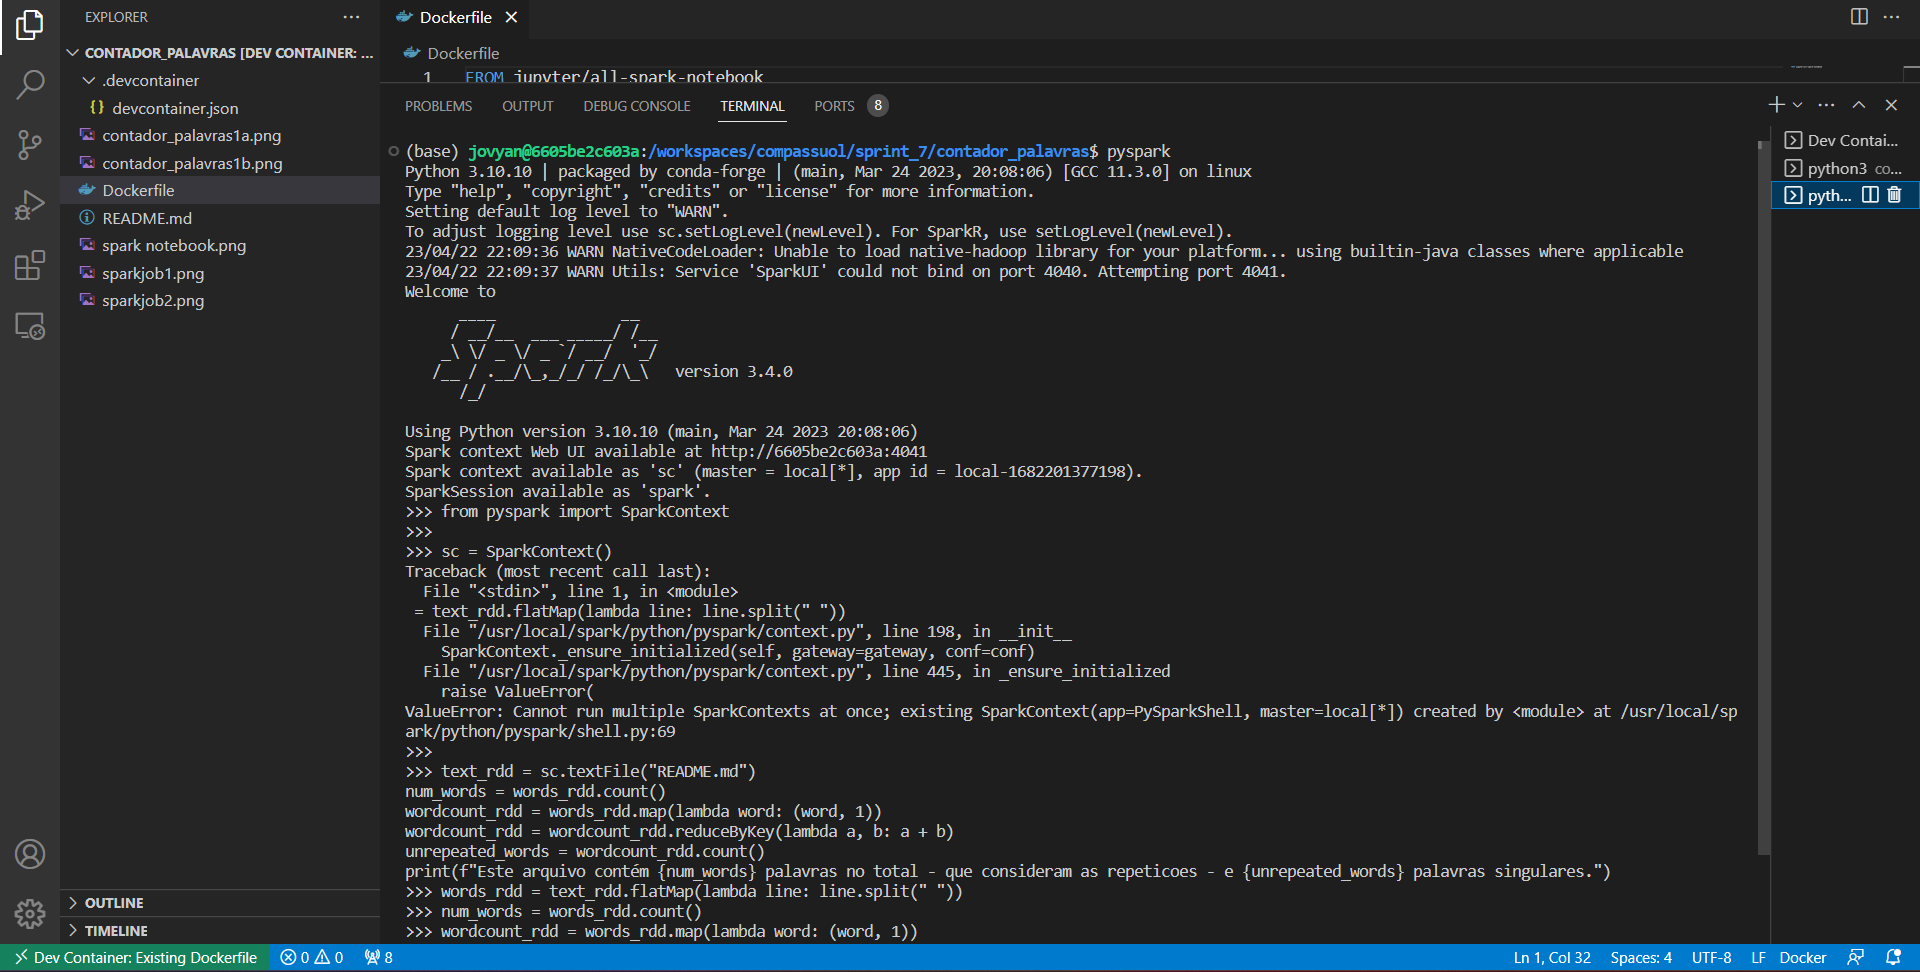 EXPLORER
CONTADOR_PALAVRAS [DEV CONTAINER: ...
.devcontainer
{} devcontainer.json
contador_palavras1a.png
contador_palavras1b.png
Dockerfile
README.md
spark notebook.png
sparkjob1.png
sparkjob2.png
OUTLINE
TIMELINE
Dockerfile
Dockerfile
1 FROM jupyter/all-spark-notebook
PROBLEMS OUTPUT DEBUG CONSOLE TERMINAL PORTS 8
(base) jovyan@6605be2c603a:/workspaces/compassuol/sprint_7/contador_palavras$ pyspark
Python 3.10.10 | packaged by conda-forge | (main, Mar 24 2023, 20:08:06) [GCC 11.3.0] on linux
Type "help", "copyright", "credits" or "license" for more information.
Setting default log level to "WARN".
To adjust logging level use sc.setLogLevel(newLevel). For SparkR, use setLogLevel(newLevel).
23/04/22 22:09:36 WARN NativeCodeLoader: Unable to load native-hadoop library for your platform... using builtin-java classes where applicable
23/04/22 22:09:37 WARN Utils: Service 'SparkUI' could not bind on port 4040. Attempting port 4041.
Welcome to
      ____              __
     / __/__  ___ _____/ /__
    _\ \/ _ \/ _ `/ __/  '_/
   /__ / .__/\_,_/_/ /_/\_\   version 3.4.0
      /_/
Using Python version 3.10.10 (main, Mar 24 2023 20:08:06)
Spark context Web UI available at http://6605be2c603a:4041
Spark context available as 'sc' (master = local[*], app id = local-1682201377198).
SparkSession available as 'spark'.
>>> from pyspark import SparkContext
>>>
>>> sc = SparkContext()
Traceback (most recent call last):
  File "<stdin>", line 1, in <module>
 = text_rdd.flatMap(lambda line: line.split(" "))
  File "/usr/local/spark/python/pyspark/context.py", line 198, in __init__
    SparkContext._ensure_initialized(self, gateway=gateway, conf=conf)
  File "/usr/local/spark/python/pyspark/context.py", line 445, in _ensure_initialized
    raise ValueError(
ValueError: Cannot run multiple SparkContexts at once; existing SparkContext(app=PySparkShell, master=local[*]) created by <module> at /usr/local/sp
ark/python/pyspark/shell.py:69
>>>
>>> text_rdd = sc.textFile("README.md")
num_words = words_rdd.count()
wordcount_rdd = words_rdd.map(lambda word: (word, 1))
wordcount_rdd = wordcount_rdd.reduceByKey(lambda a, b: a + b)
unrepeated_words = wordcount_rdd.count()
print(f"Este arquivo contém {num_words} palavras no total - que consideram as repeticoes - e {unrepeated_words} palavras singulares.")
>>> words_rdd = text_rdd.flatMap(lambda line: line.split(" "))
>>> num_words = words_rdd.count()
>>> wordcount_rdd = words_rdd.map(lambda word: (word, 1))
Dev Contai...
python3 co...
pyth...
Dev Container: Existing Dockerfile 0 0 8 Ln 1, Col 32 Spaces: 4 UTF-8 LF Docker